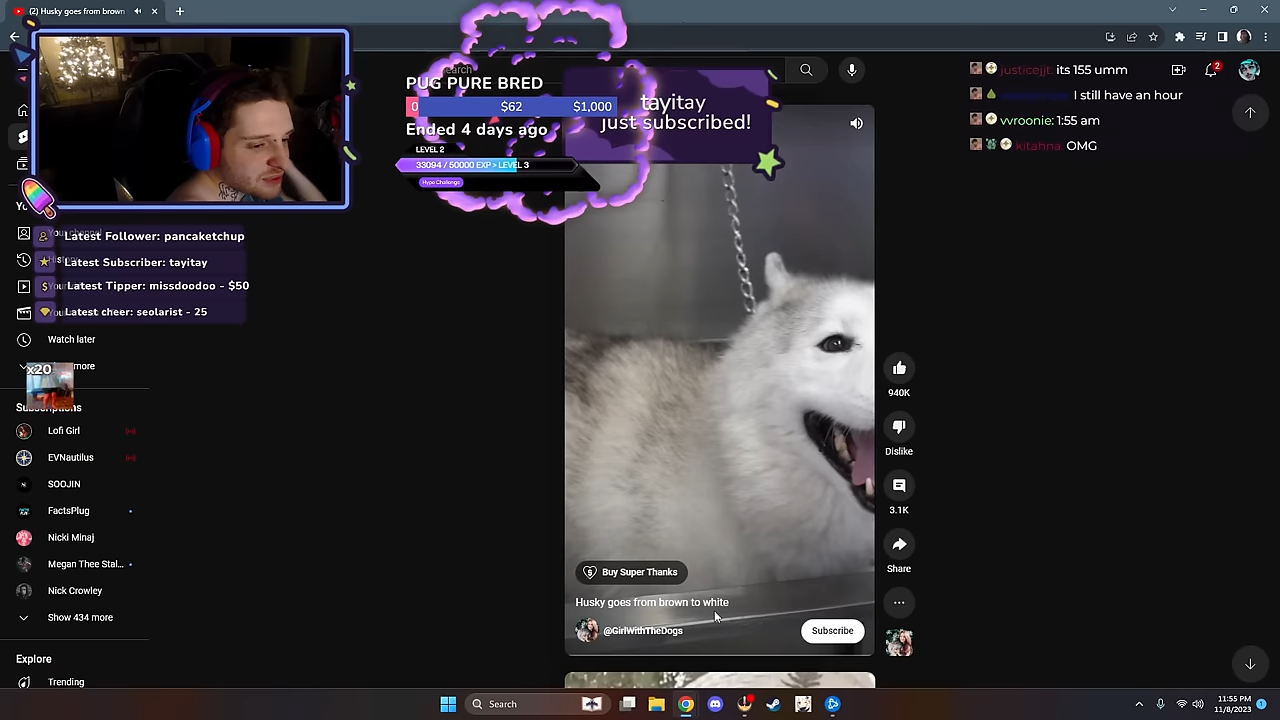 (2) Husky goes from brown
Search
PUG PURE BRED
0 $62 $1,000
Ended 4 days ago
LEVEL 2
33094 / 50000 EXP > LEVEL 3
Hype Challenge
tayitay
just subscribed!
justicejjt: its 155 umm
I still have an hour
vvroonie: 1:55 am
kitahna: OMG
2
Latest Follower: pancaketchup
Latest Subscriber: tayitay
Latest Tipper: missdoodoo - $50
Latest cheer: seolarist - 25
Watch later
more
x20
Subscriptions
Lofi Girl
EVNautilus
SOOJIN
FactsPlug
Nicki Minaj
Megan Thee Stal...
Nick Crowley
Show 434 more
Explore
Trending
940K
Dislike
3.1K
Share
Buy Super Thanks
Husky goes from brown to white
@GirlWithTheDogs
Subscribe
Search
11:55 PM
11/8/2023